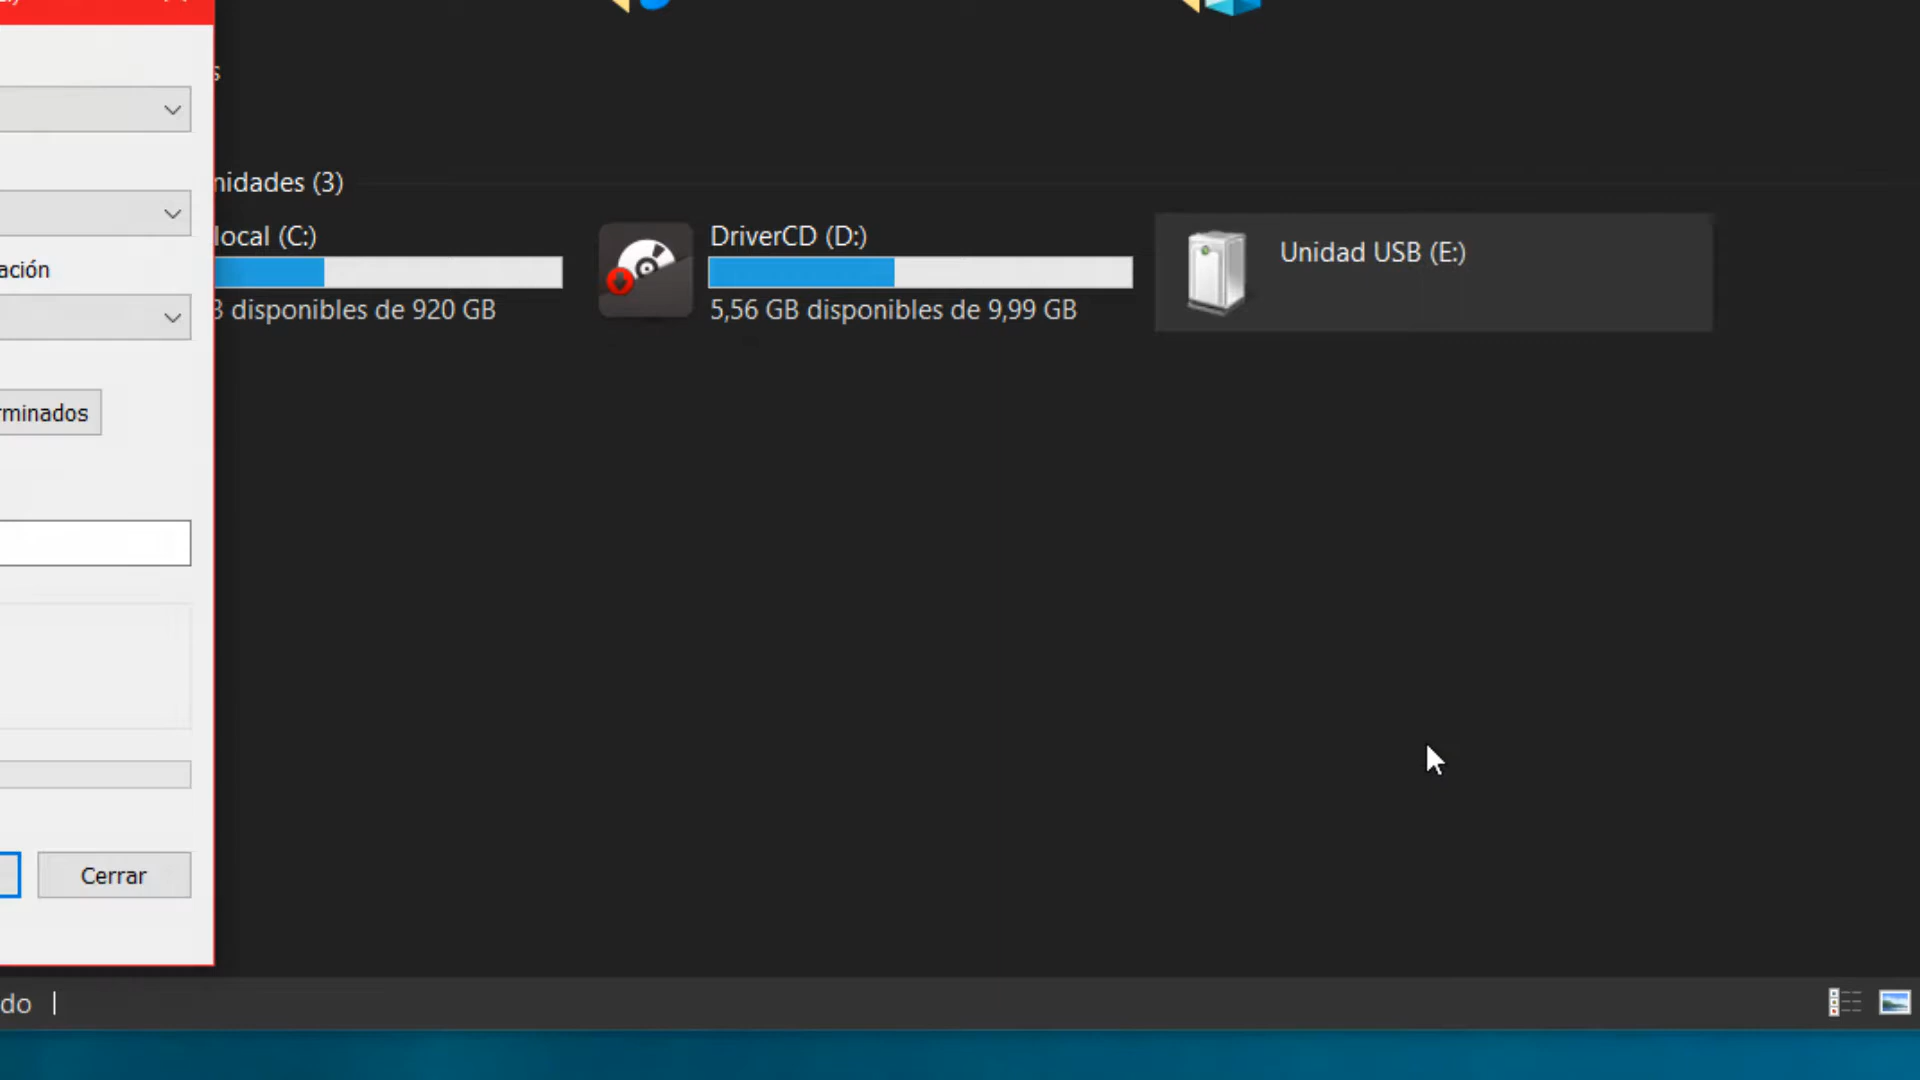 nidades (3)
local (C:)
disponibles de 920 GB
DriverCD (D:)
5,56 GB disponibles de 9,99 GB
Unidad USB (E:)
ación
rminados
Cerrar
do